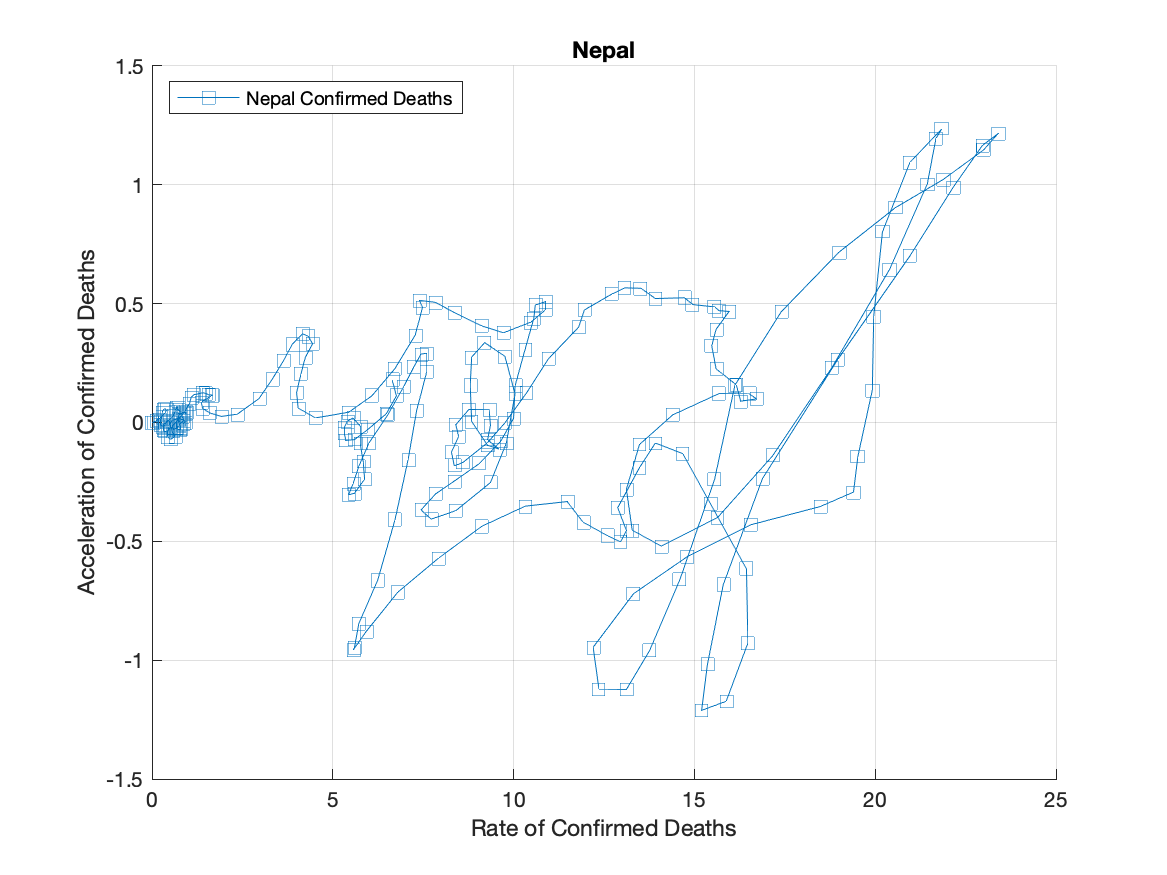 Nepal
1.5
Nepal Confirmed Deaths
1
0.5
0
-0.5
-1
-1.5
Acceleration of Confirmed Deaths
0 5 10 15 20 25
Rate of Confirmed Deaths